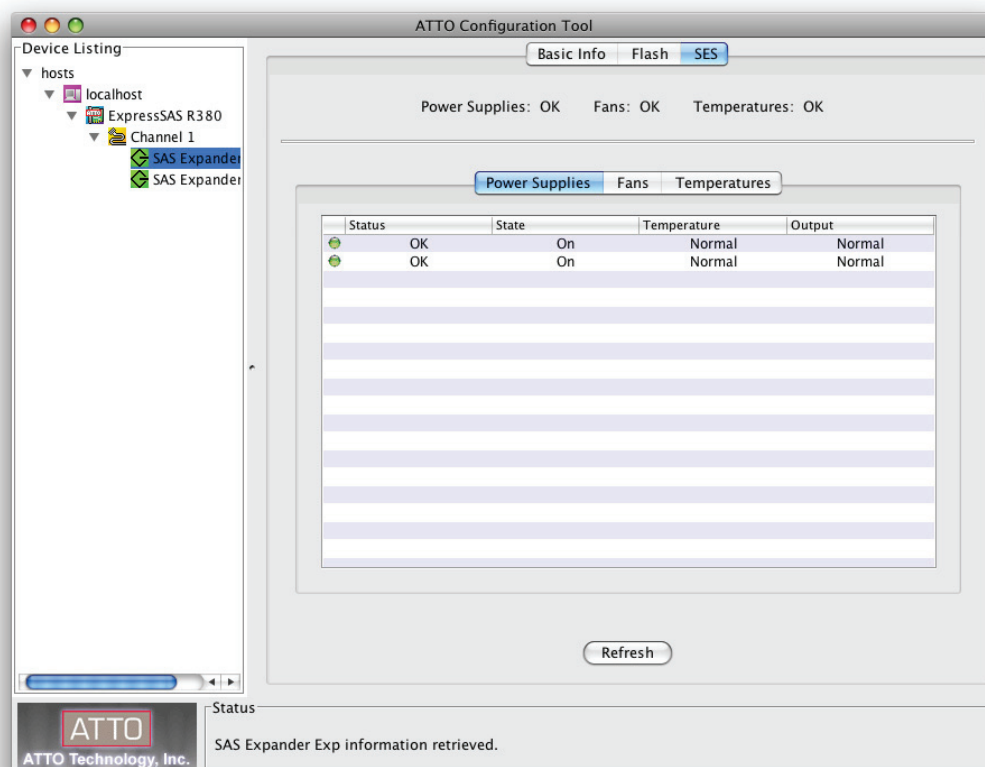 ATTO Configuration Tool
Device Listing
hosts
localhost
ExpressSAS R380
Channel 1
SAS Expander
SAS Expander
Basic Info Flash SES
Power Supplies: OK Fans: OK Temperatures: OK
Power Supplies Fans Temperatures
Status State Temperature Output
OK On Normal Normal
OK On Normal Normal
Refresh
ATTO
ATTO Technology, Inc.
Status
SAS Expander Exp information retrieved.